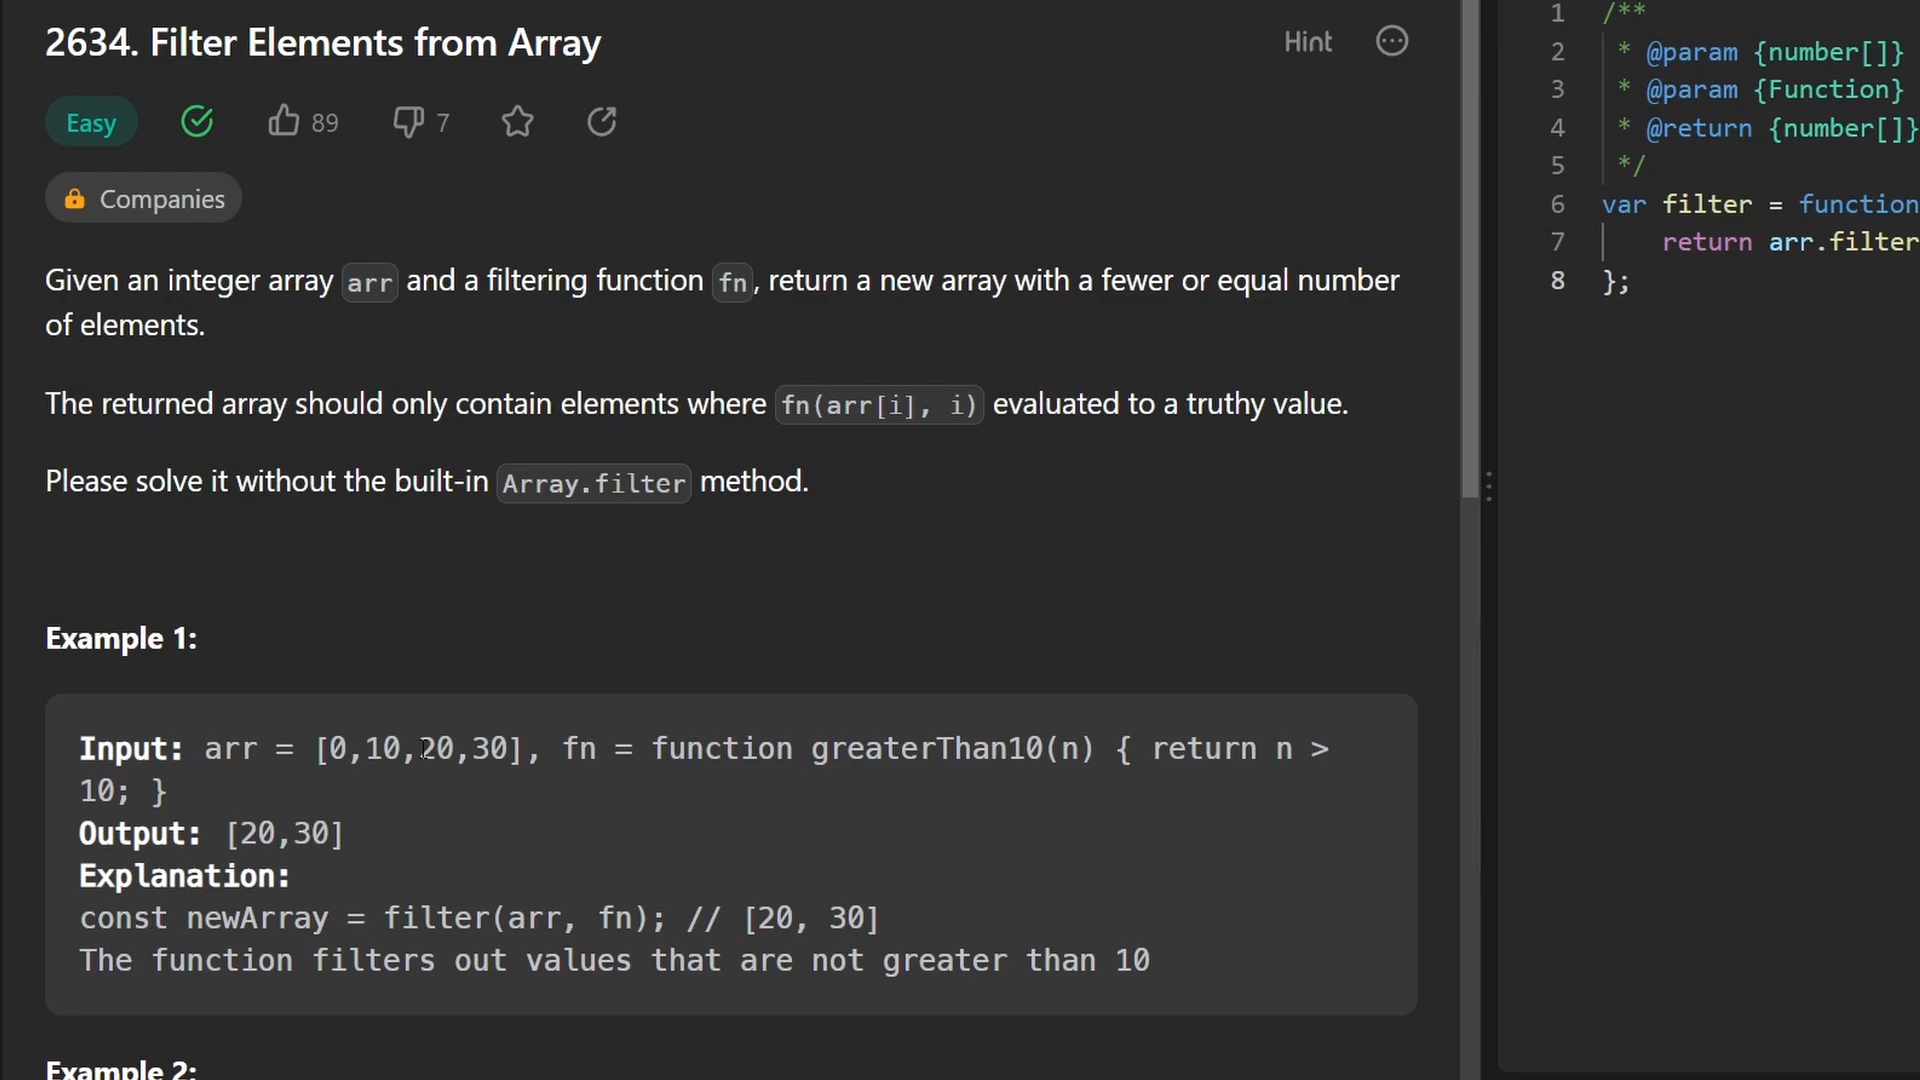 2634. Filter Elements from Array
Hint
Easy
89
7
Companies
Given an integer array arr and a filtering function fn, return a new array with a fewer or equal number
of elements.
The returned array should only contain elements where fn(arr[i], i) evaluated to a truthy value.
Please solve it without the built-in Array.filter method.
Example 1:
Input: arr = [0,10,20,30], fn = function greaterThan10(n) { return n >
10; }
Output: [20,30]
Explanation:
const newArray = filter(arr, fn); // [20, 30]
The function filters out values that are not greater than 10
Example 2:
1 /**
2 * @param {number[]}
3 * @param {Function}
4 * @return {number[]}
5 */
6 var filter = function
7 return arr.filter
8 };